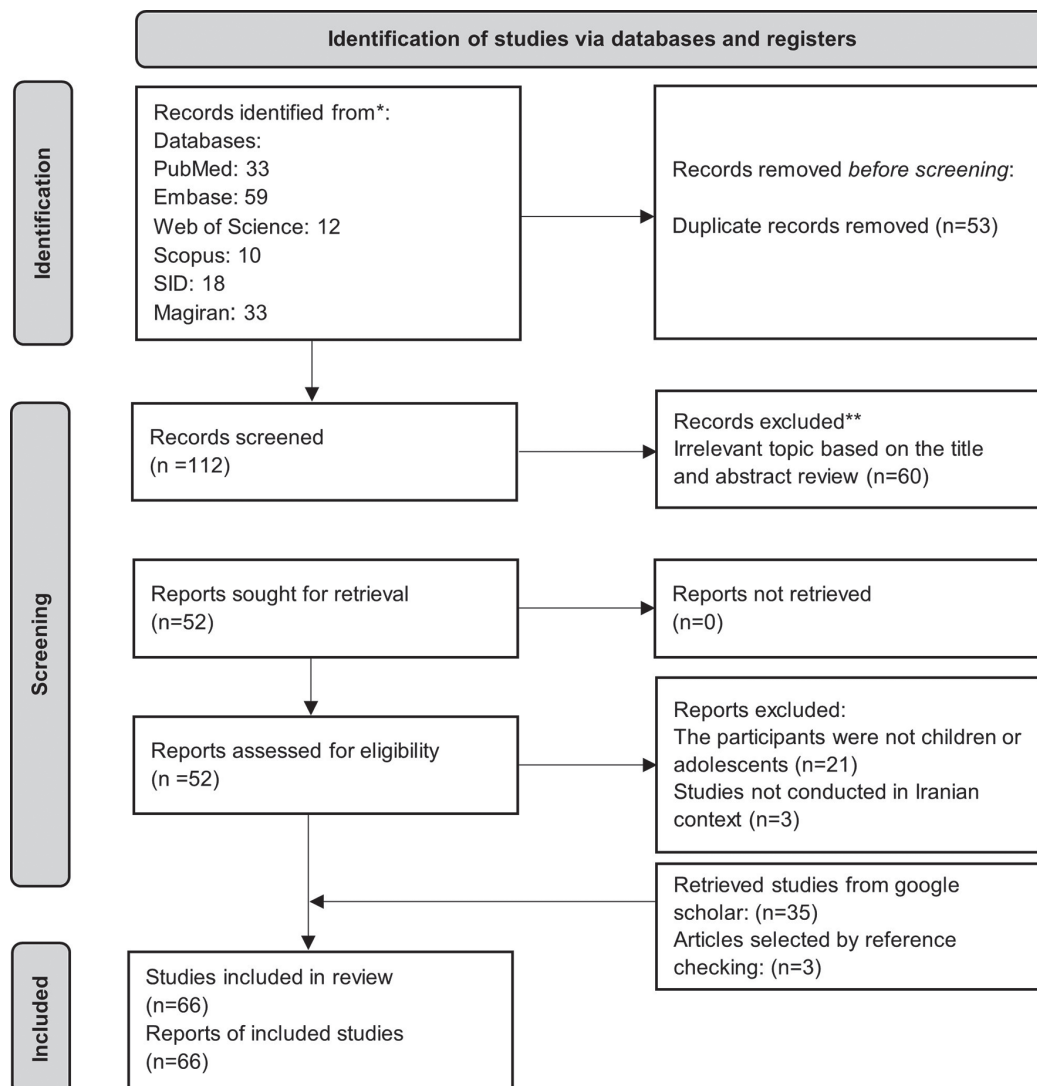 Identification of studies via databases and registers
Identification
Records identified from*:
Databases:
PubMed: 33
Embase: 59
Web of Science: 12
Scopus: 10
SID: 18
Magiran: 33
Records removed before screening:
Duplicate records removed (n=53)
Screening
Records screened
(n =112)
Records excluded**
Irrelevant topic based on the title
and abstract review (n=60)
Reports sought for retrieval
(n=52)
Reports not retrieved
(n=0)
Reports assessed for eligibility
(n =52)
Reports excluded:
The participants were not children or
adolescents (n=21)
Studies not conducted in Iranian
context (n=3)
Retrieved studies from google
scholar: (n=35)
Articles selected by reference
checking: (n=3)
Included
Studies included in review
(n=66)
Reports of included studies
(n=66)